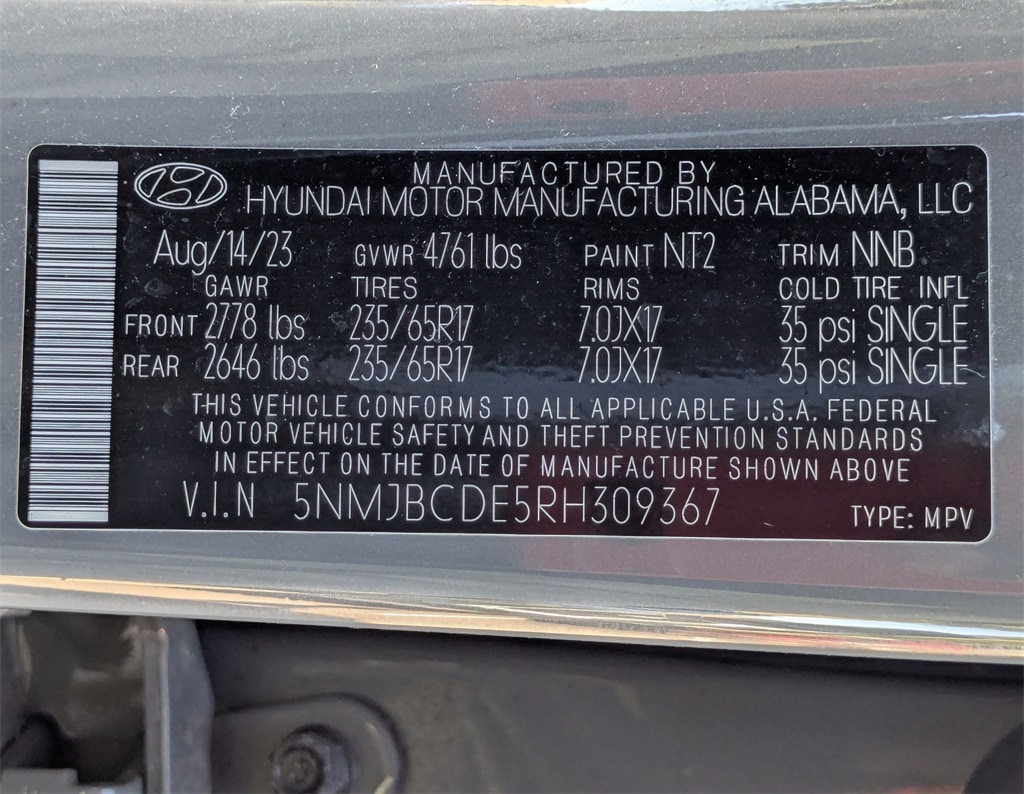 MANUFACTURED BY
HYUNDAI MOTOR MANUFACTURING ALABAMA, LLC
Aug/14/23 GVWR 4761 lbs PAINT NT2 TRIM NNB
GAWR TIRES RIMS COLD TIRE INFL
FRONT 2778 lbs 235/65R17 7.0JX17 35 psi SINGLE
REAR 2646 lbs 235/65R17 7.0JX17 35 psi SINGLE
THIS VEHICLE CONFORMS TO ALL APPLICABLE U.S.A. FEDERAL
MOTOR VEHICLE SAFETY AND THEFT PREVENTION STANDARDS
IN EFFECT ON THE DATE OF MANUFACTURE SHOWN ABOVE
V.I.N 5NMJBCDE5RH309367 TYPE: MPV